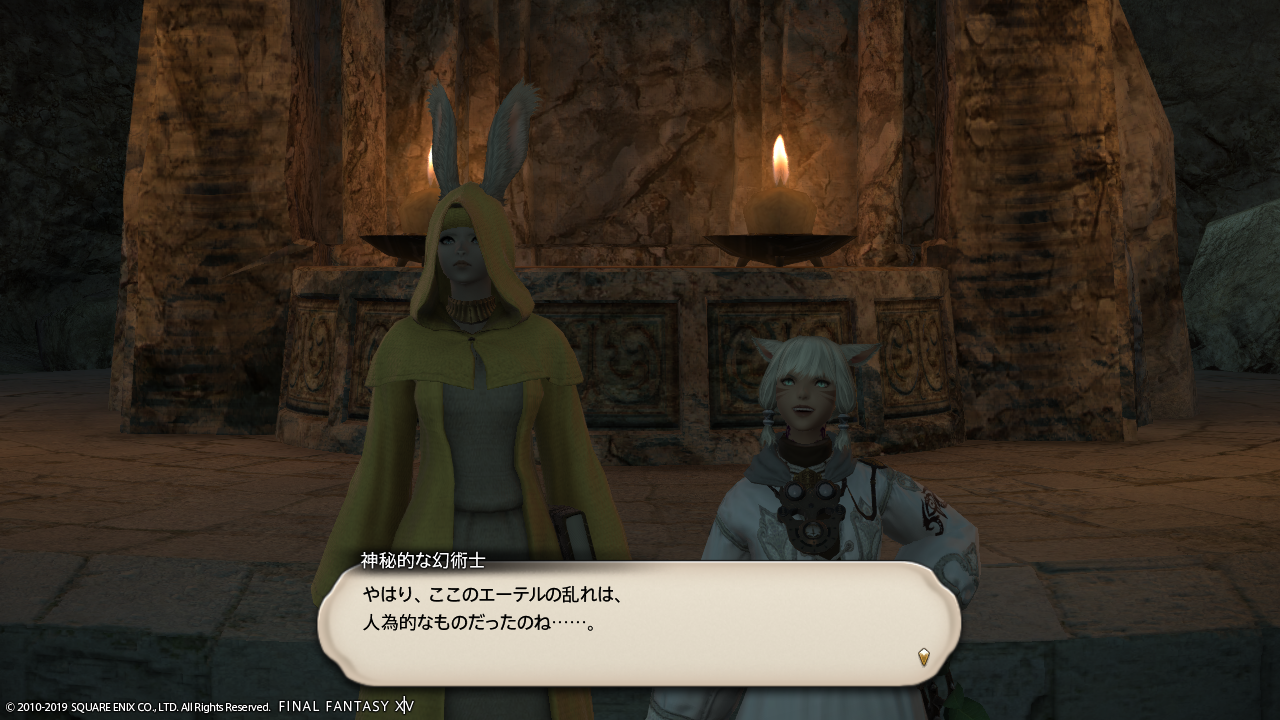 神秘的な幻術士
やはり、ここのエーテルの乱れは、
人為的なものだったのね……。
© 2010-2019 SQUARE ENIX CO., LTD. All Rights Reserved. FINAL FANTASY XIV